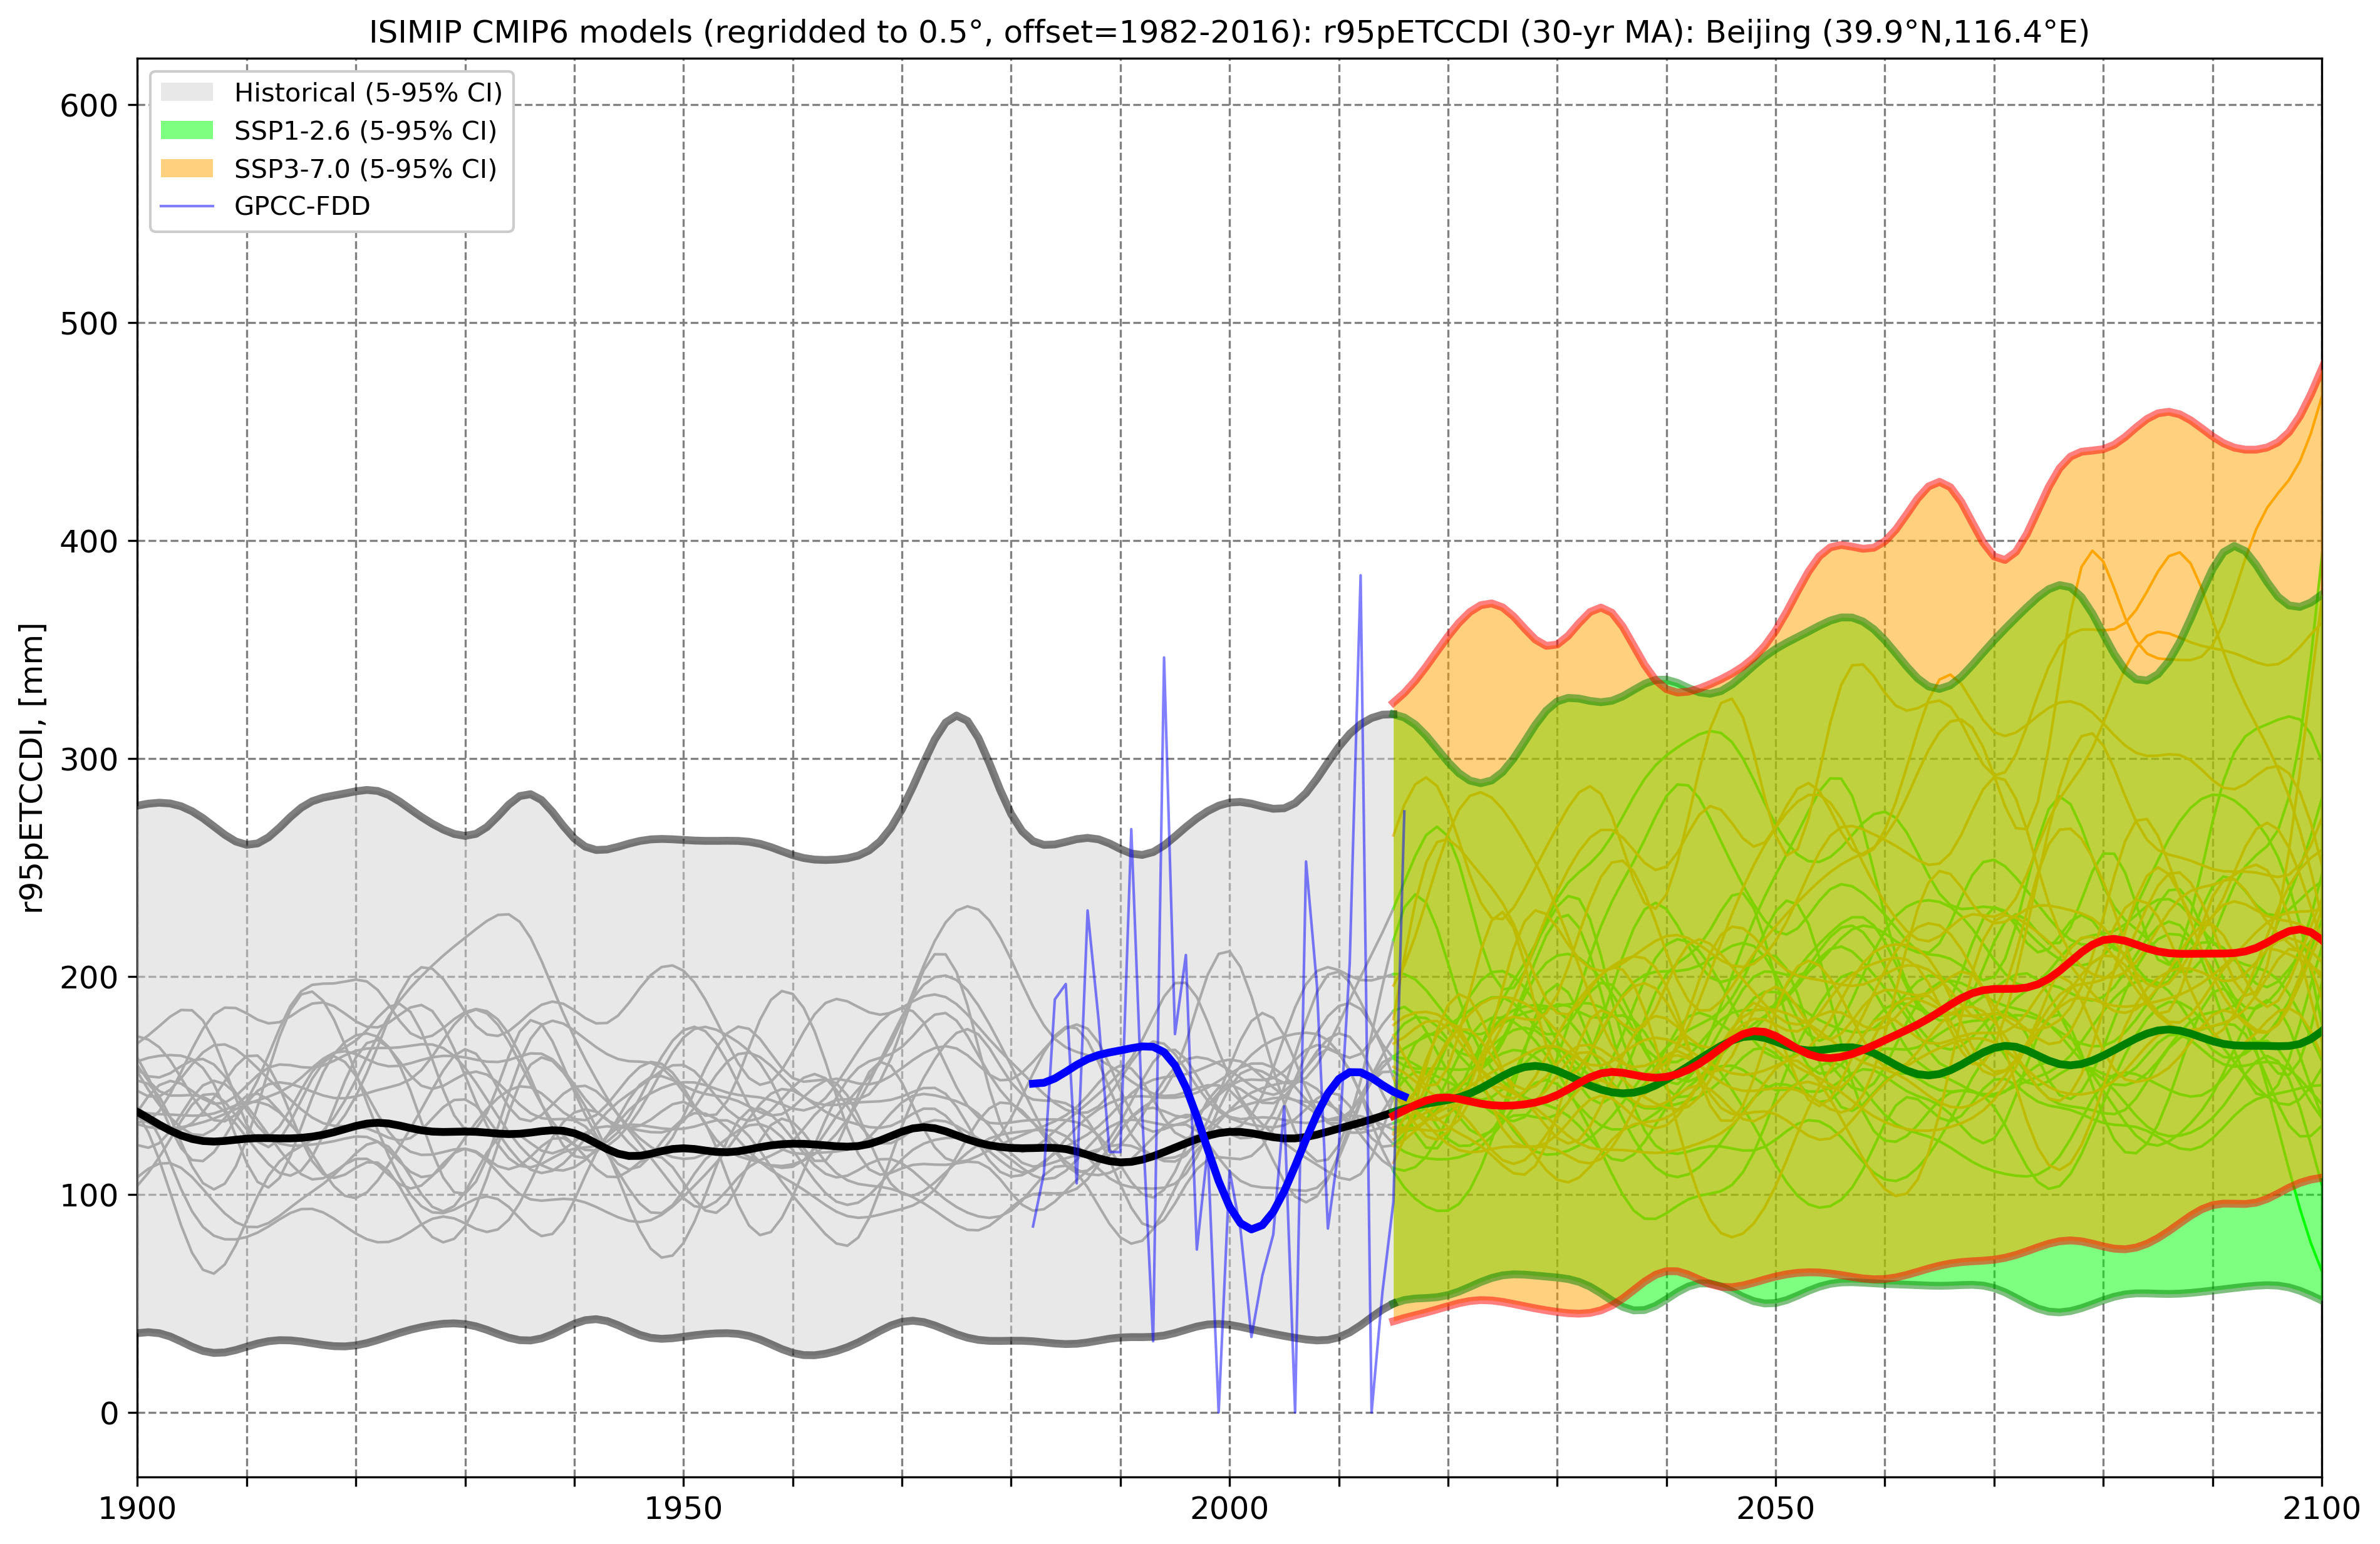 ISIMIP CMIP6 models (regridded to 0.5°, offset=1982-2016): r95pETCCDI (30-yr MA): Beijing (39.9°N,116.4°E)
Historical (5-95% CI)
SSP1-2.6 (5-95% CI)
SSP3-7.0 (5-95% CI)
GPCC-FDD
r95pETCCDI, [mm]
600
500
400
300
200
100
0
1900 1950 2000 2050 2100